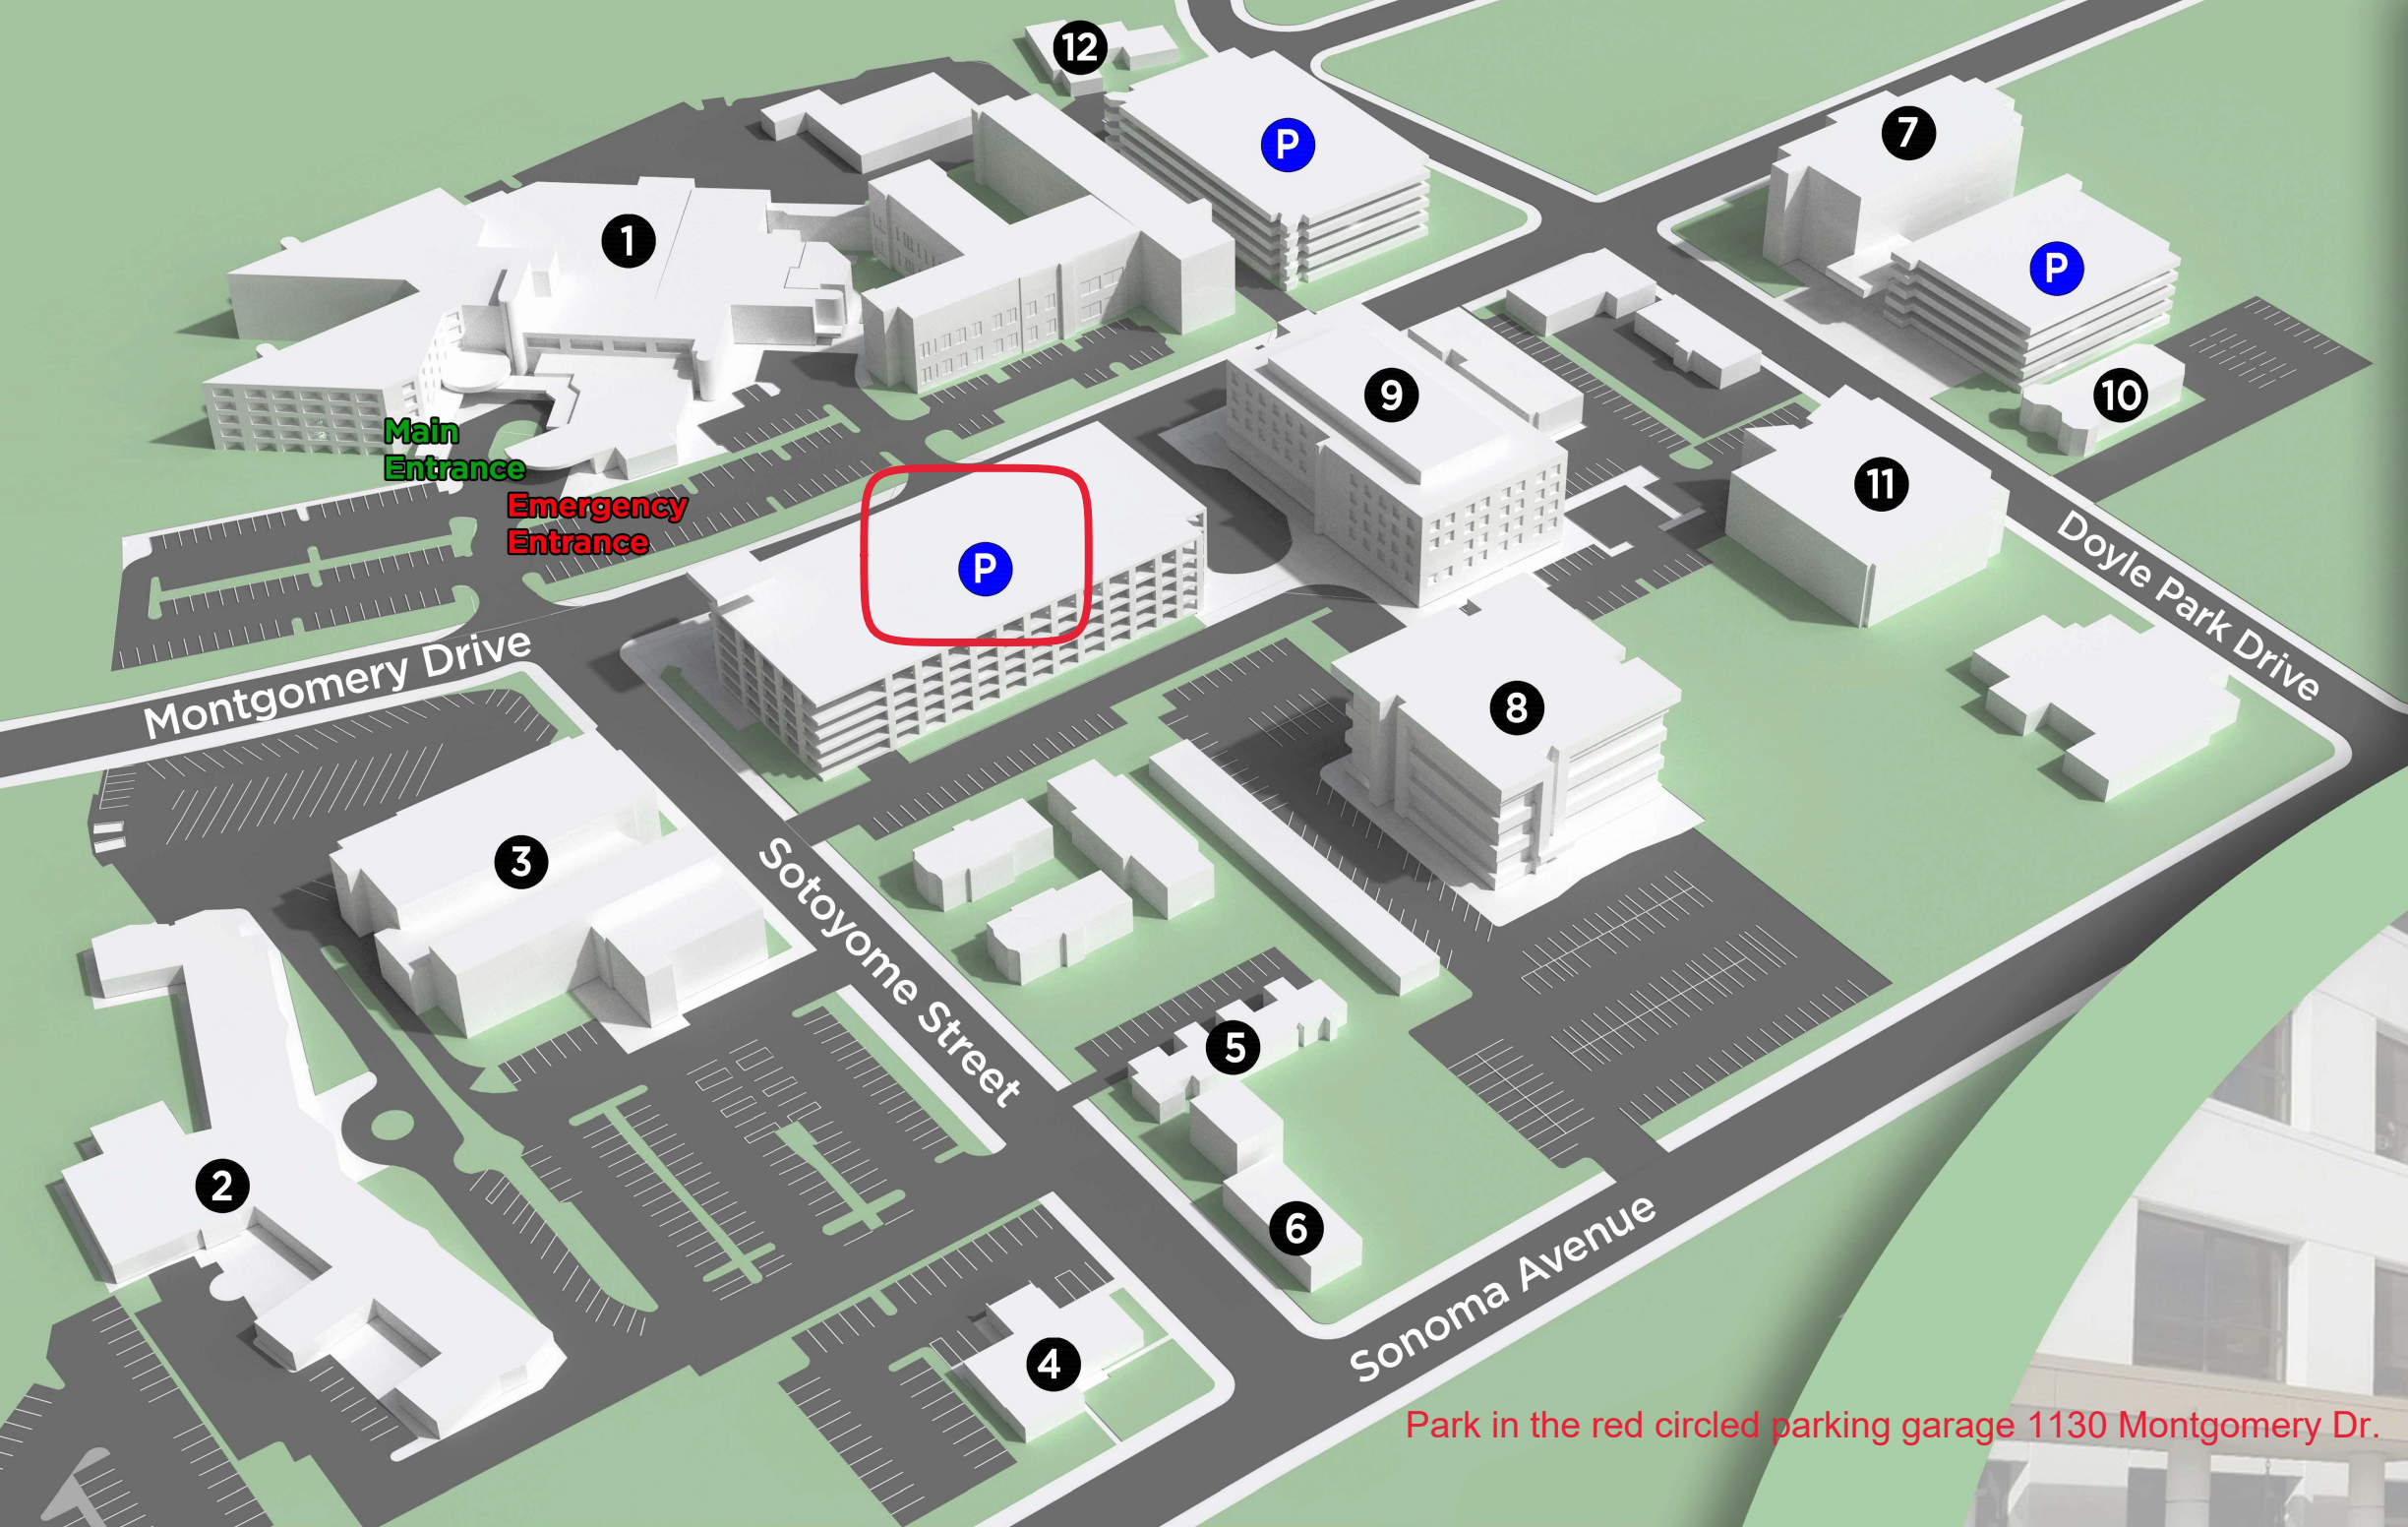 12
P
7
1
P
9
10
Main
Entrance
11
Emergency
Entrance
P
Doyle Park Drive
Montgomery Drive
8
3
Sotoyome Street
5
2
6
Sonoma Avenue
4
Park in the red circled parking garage 1130 Montgomery Dr.